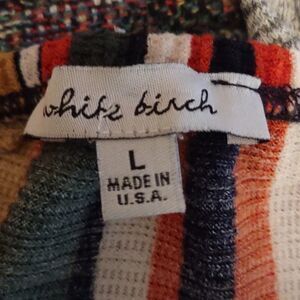 white birch
L
MADE IN
U.S.A.